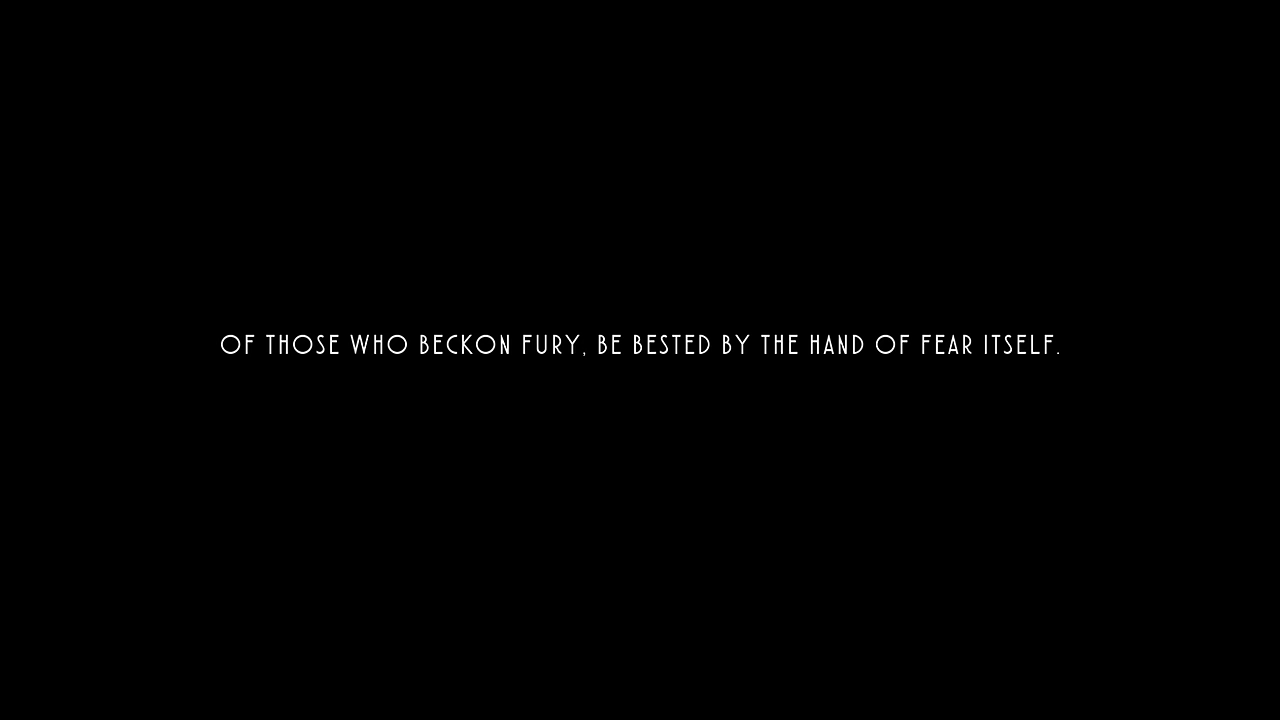 OF THOSE WHO BECKON FURY, BE BESTED BY THE HAND OF FEAR ITSELF.